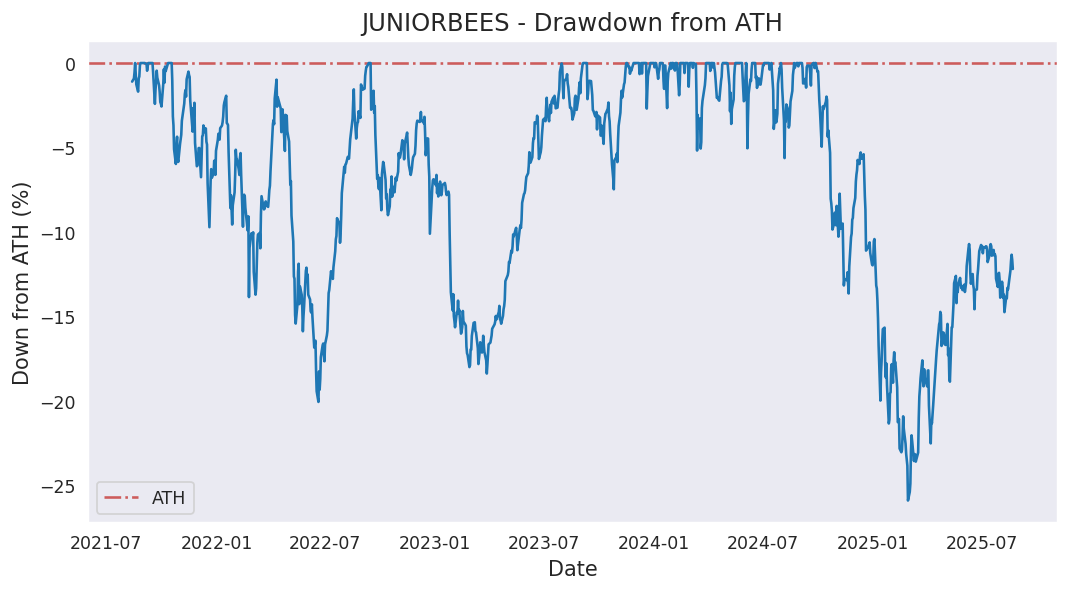 JUNIORBEES - Drawdown from ATH
Down from ATH (%)
0
−5
−10
−15
−20
−25
ATH
2021-07 2022-01 2022-07 2023-01 2023-07 2024-01 2024-07 2025-01 2025-07
Date